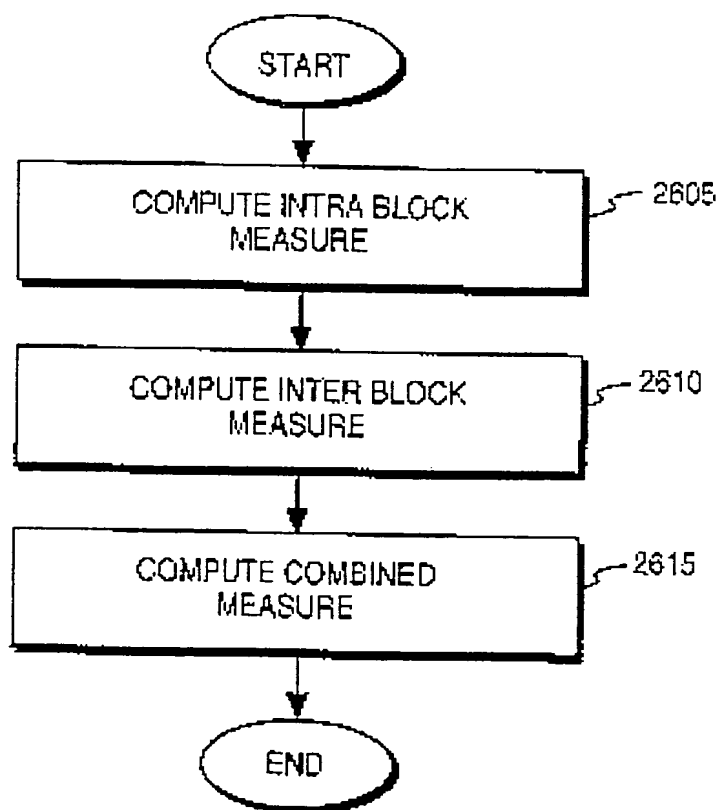 START
COMPUTE INTRA BLOCK
MEASURE
2605
COMPUTE INTER BLOCK
MEASURE
2610
COMPUTE COMBINED
MEASURE
2615
END